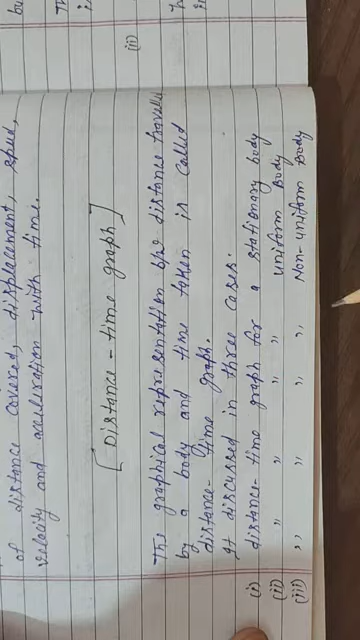 of distance covered, displacement, speed,
velocity and acceleration with time.
[Distance - time graph]
The graphical representation b/w distance travelled
by a body and time taken is called
distance - time graph.
It discussed in three cases.
(i) distance - time graph for a stationary body
(ii) " " " " uniform Body
(iii) " " " " Non-uniform Body
(ii)